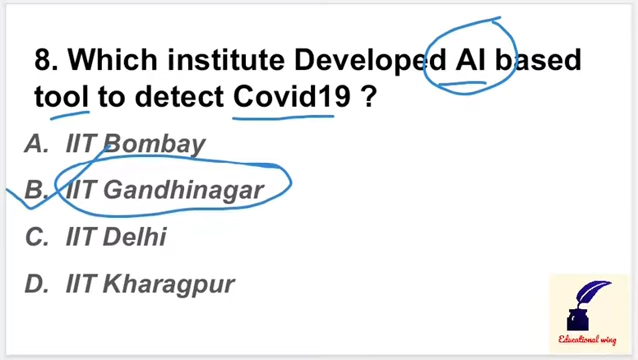 8. Which institute Developed AI based
tool to detect Covid19 ?
A. IIT Bombay
B. IIT Gandhinagar
C. IIT Delhi
D. IIT Kharagpur
Educational wing